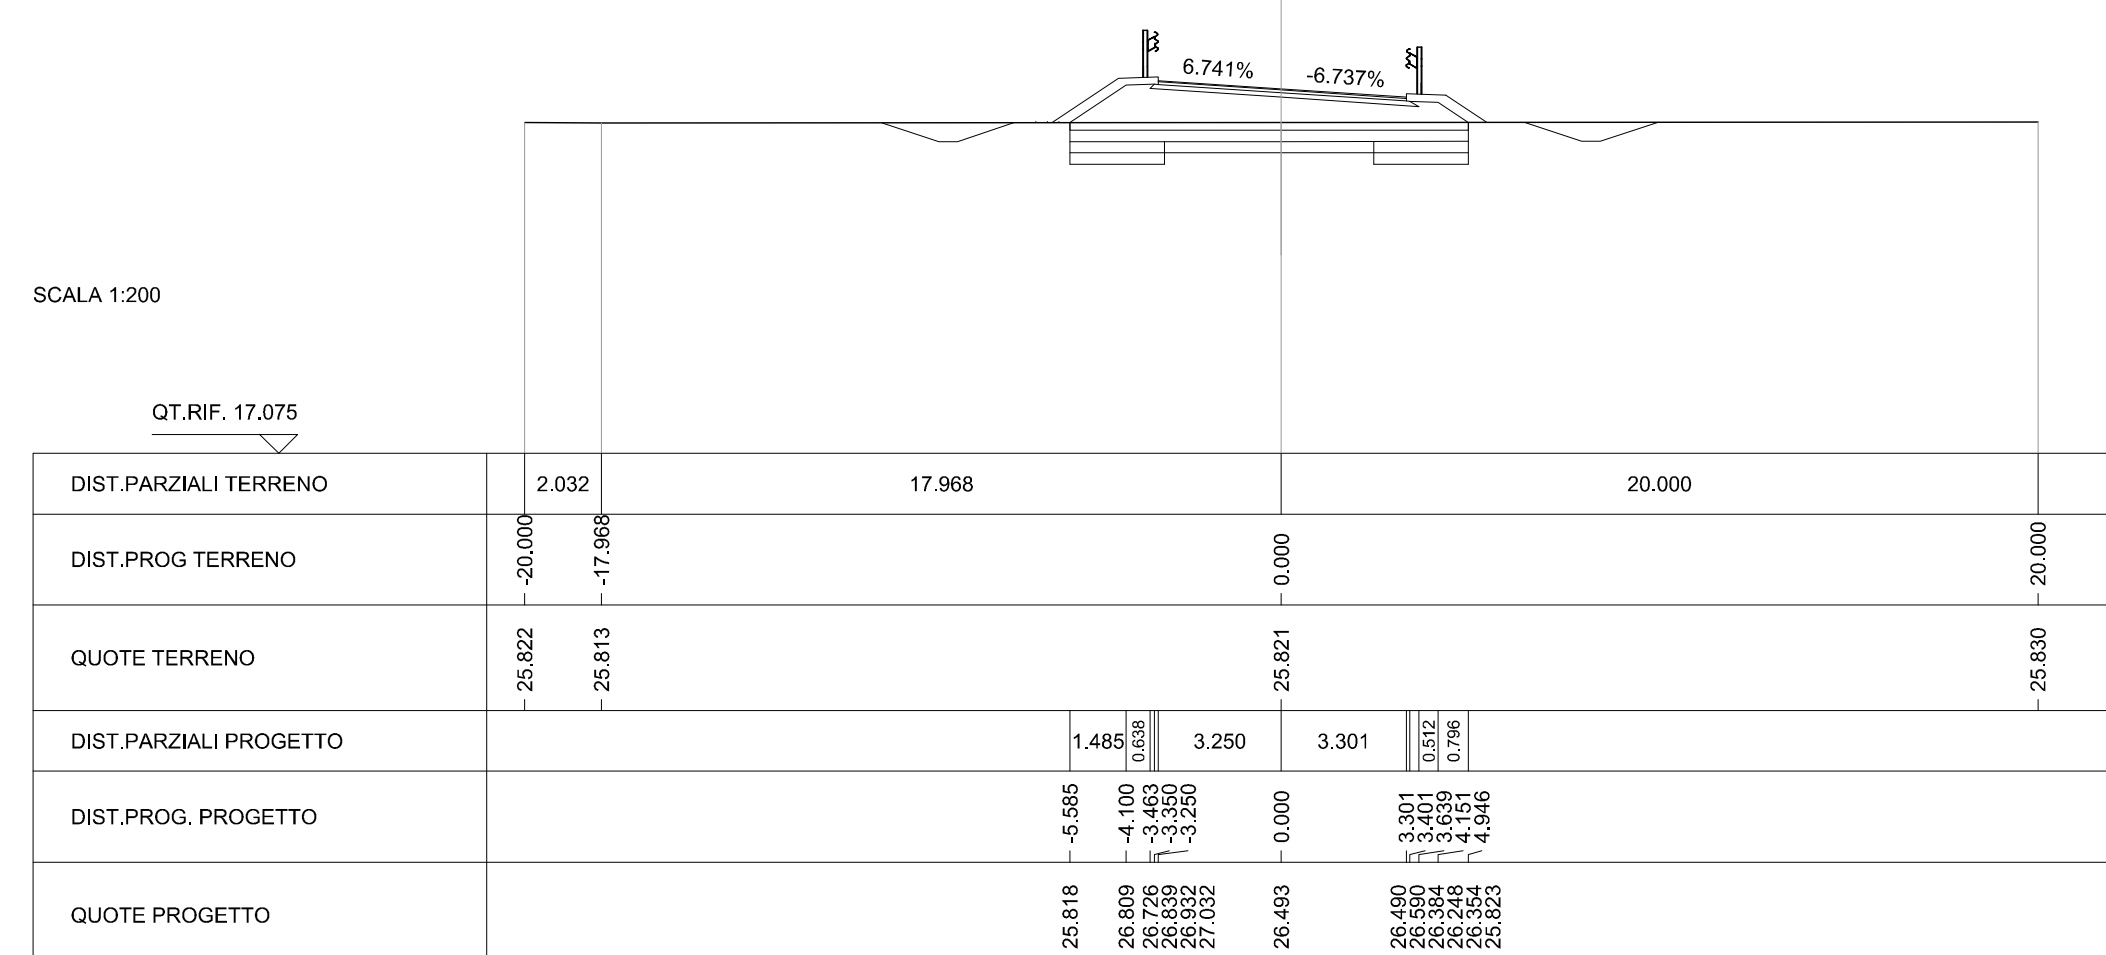 6.741%
-6.737%
SCALA 1:200
QT.RIF. 17.075
DIST.PARZIALI TERRENO 2.032 17.968 20.000
DIST.PROG TERRENO -20.000 -17.968 0.000 20.000
QUOTE TERRENO 25.822 25.813 25.821 25.830
DIST.PARZIALI PROGETTO 1.485 0.638 3.250 3.301 0.512 0.796
DIST.PROG. PROGETTO -5.585 -4.100 -3.463 -3.350 -3.250 0.000 3.301 3.401 3.639 4.151 4.946
QUOTE PROGETTO 25.818 26.809 26.726 26.839 26.932 27.032 26.493 26.490 26.590 26.384 26.248 26.354 25.823